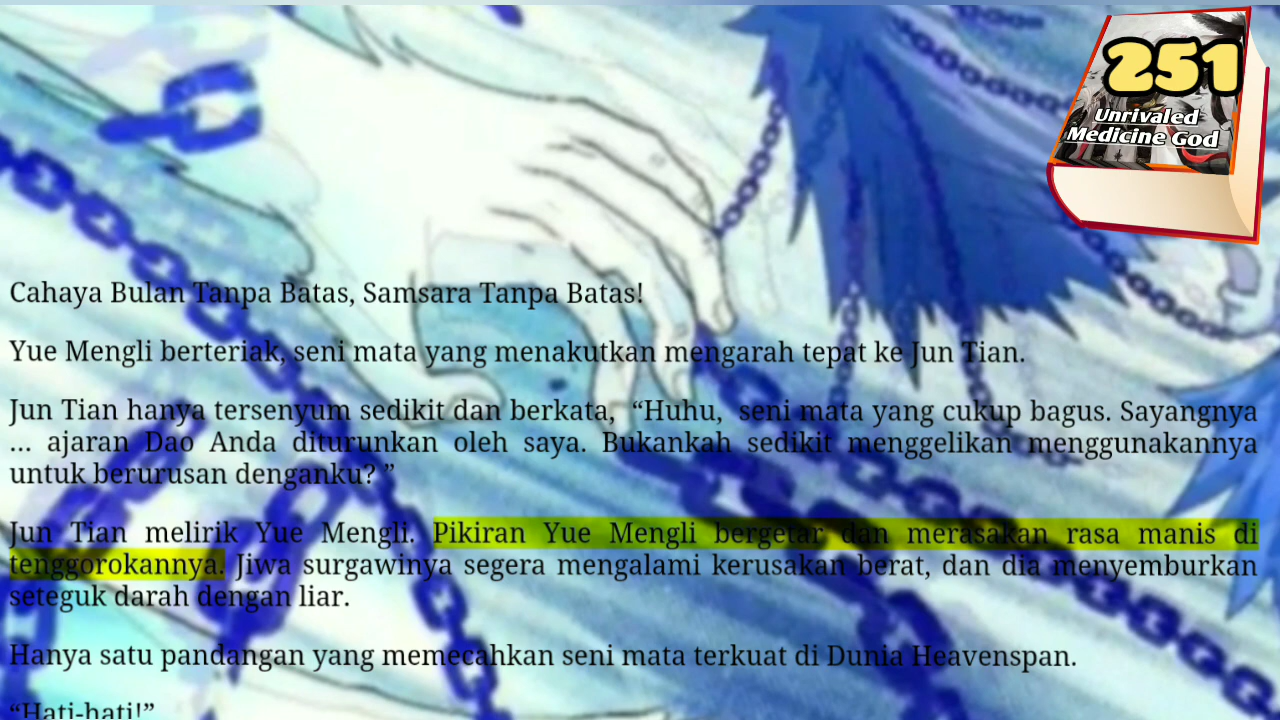 251
Unrivaled
Medicine God
Cahaya Bulan Tanpa Batas, Samsara Tanpa Batas!
Yue Mengli berteriak, seni mata yang menakutkan mengarah tepat ke Jun Tian.
Jun Tian hanya tersenyum sedikit dan berkata, “Huhu, seni mata yang cukup bagus. Sayangnya
... ajaran Dao Anda diturunkan oleh saya. Bukankah sedikit menggelikan menggunakannya
untuk berurusan denganku? ”
Jun Tian melirik Yue Mengli. Pikiran Yue Mengli bergetar, dan merasakan rasa manis di
tenggorokannya. Jiwa surgawinya segera mengalami kerusakan berat, dan dia menyemburkan
seteguk darah dengan liar.
Hanya satu pandangan yang memecahkan seni mata terkuat di Dunia Heavenspan.
“Hati-hati!”